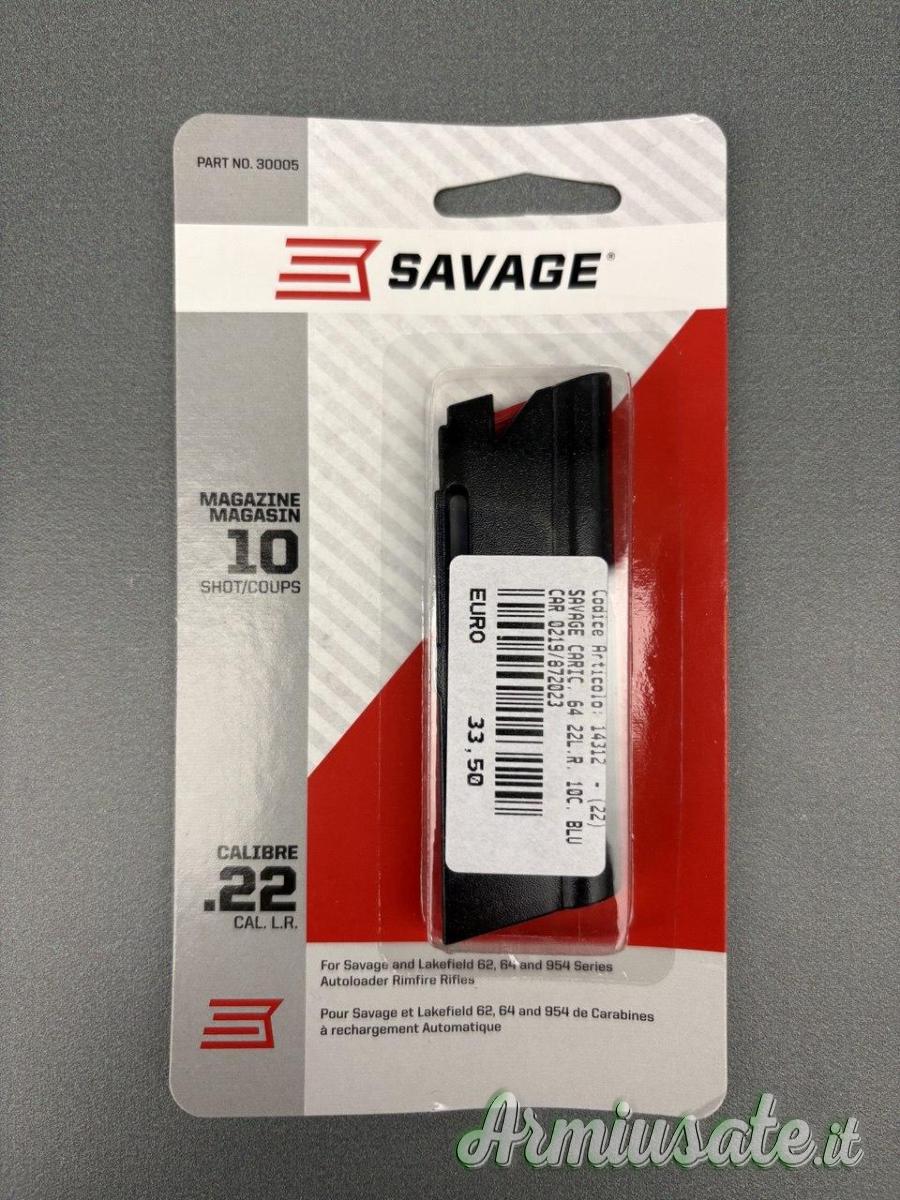 PART NO. 30005
SAVAGE®
MAGAZINE
MAGASIN
10
SHOT/COUPS
Codice Articolo: 14312 - (22)
SAVAGE CARIC. 64 22L.R. 10C. BLU
CAR 0219/872023
EURO 33,50
CALIBRE
.22
CAL. L.R.
For Savage and Lakefield 62, 64 and 954 Series
Autoloader Rimfire Rifles
Pour Savage et Lakefield 62, 64 and 954 de Carabines
à rechargement Automatique
Armiusate.it